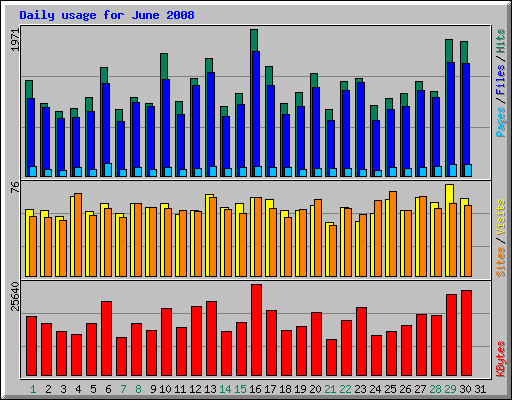 Daily usage for June 2008
1971
Pages / Files / Hits
76
Sites / Visits
25640
KBytes
1 2 3 4 5 6 7 8 9 10 11 12 13 14 15 16 17 18 19 20 21 22 23 24 25 26 27 28 29 30 31